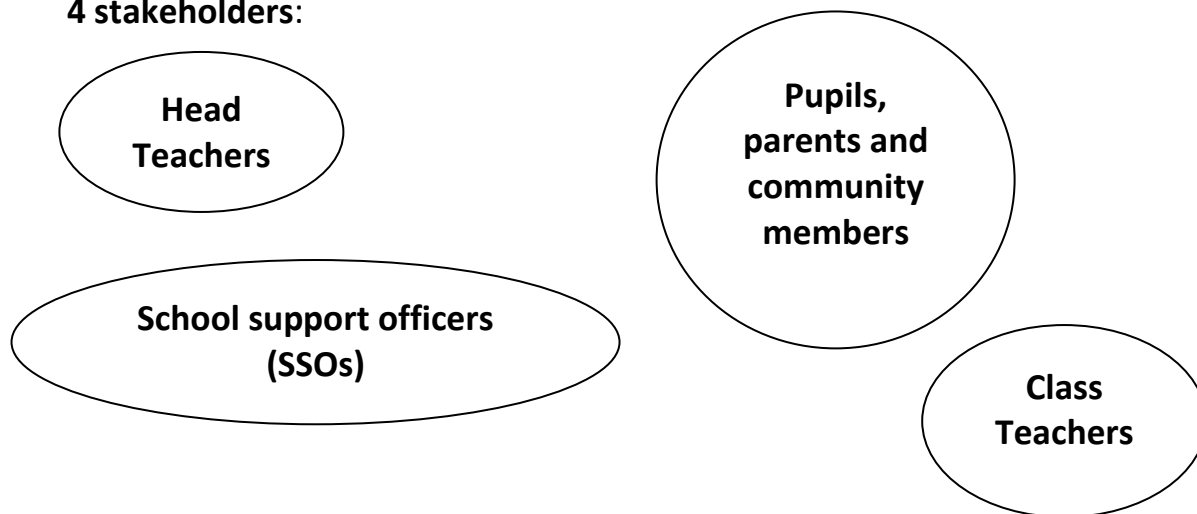 4 stakeholders:
Head
Teachers
Pupils,
parents and
community
members
School support officers
(SSOs)
Class
Teachers